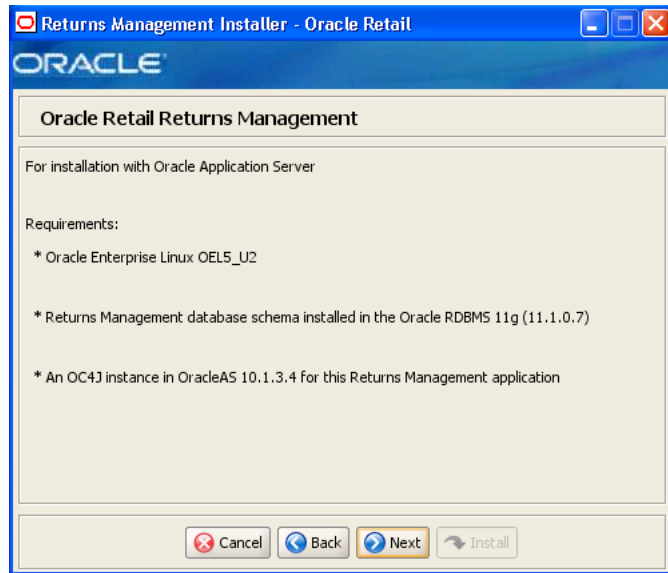 Returns Management Installer - Oracle Retail
ORACLE
Oracle Retail Returns Management
For installation with Oracle Application Server
Requirements:
* Oracle Enterprise Linux OEL5_U2
* Returns Management database schema installed in the Oracle RDBMS 11g (11.1.0.7)
* An OC4J instance in OracleAS 10.1.3.4 for this Returns Management application
Cancel Back Next Install